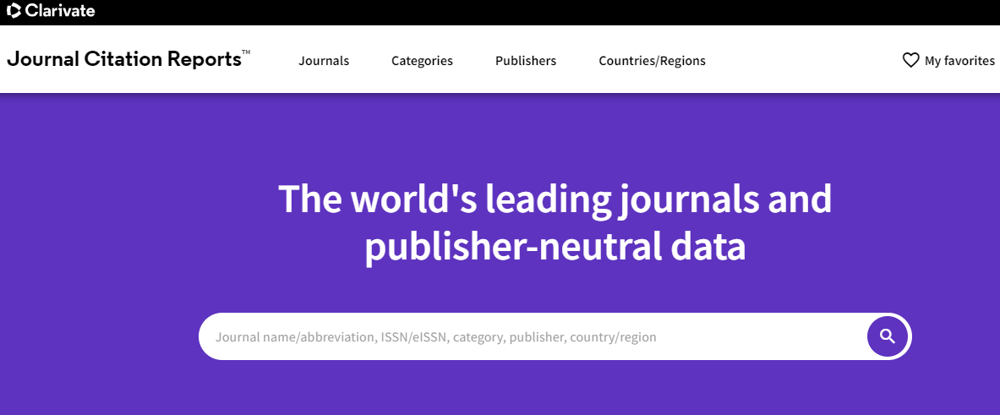 Clarivate
Journal Citation Reports™
Journals
Categories
Publishers
Countries/Regions
My favorites
The world's leading journals and
publisher-neutral data
Journal name/abbreviation, ISSN/eISSN, category, publisher, country/region